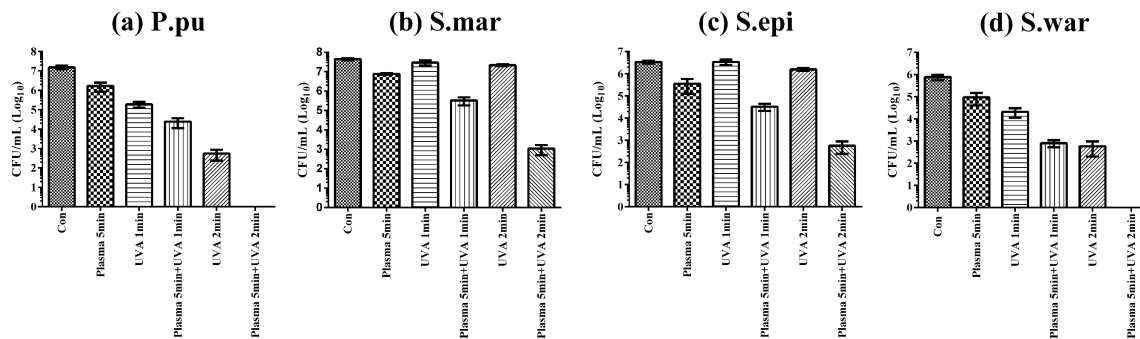 (a) P.pu
CFU/mL (Log10)
8
7
6
5
4
3
2
1
0
Con
Plasma 5min
UVA 1min
Plasma 5min+UVA 1min
UVA 2min
Plasma 5min+UVA 2min
(b) S.mar
CFU/mL (Log10)
8
7
6
5
4
3
2
1
0
Con
Plasma 5min
UVA 1min
Plasma 5min+UVA 1min
UVA 2min
Plasma 5min+UVA 2min
(c) S.epi
CFU/mL (Log10)
7
6
5
4
3
2
1
0
Con
Plasma 5min
UVA 1min
Plasma 5min+UVA 1min
UVA 2min
Plasma 5min+UVA 2min
(d) S.war
CFU/mL (Log10)
7
6
5
4
3
2
1
0
Con
Plasma 5min
UVA 1min
Plasma 5min+UVA 1min
UVA 2min
Plasma 5min+UVA 2min